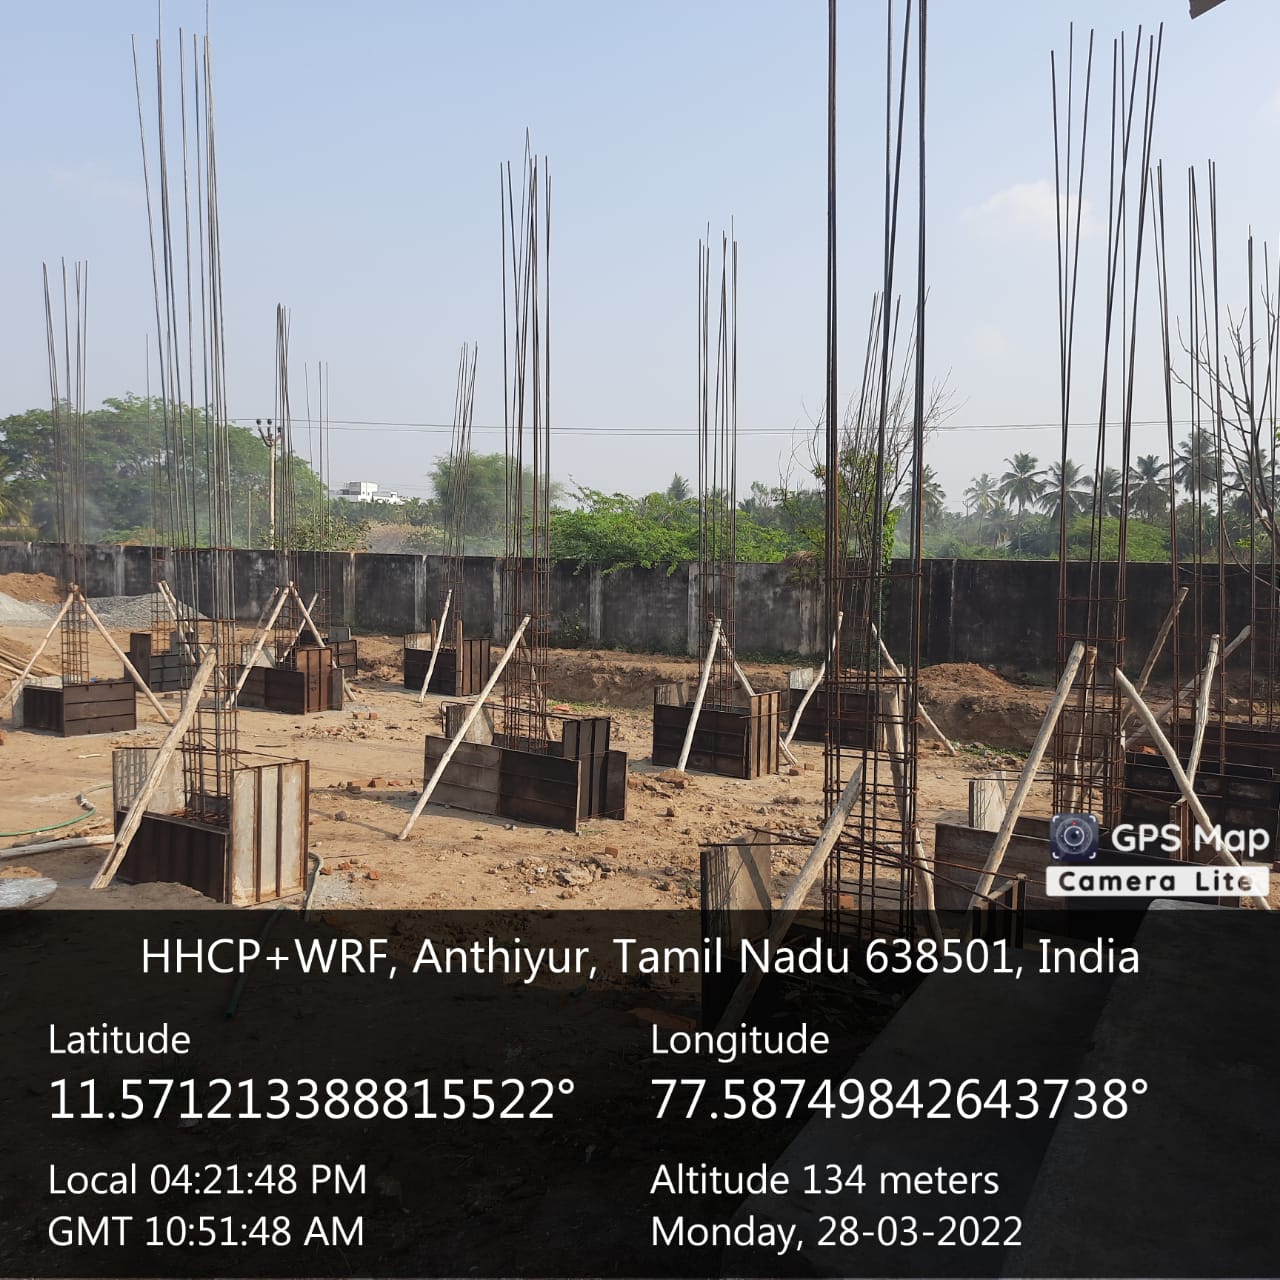 GPS Map
Camera Lite
HHCP+WRF, Anthiyur, Tamil Nadu 638501, India
Latitude
11.571213388815522°
Longitude
77.58749842643738°
Local 04:21:48 PM
GMT 10:51:48 AM
Altitude 134 meters
Monday, 28-03-2022